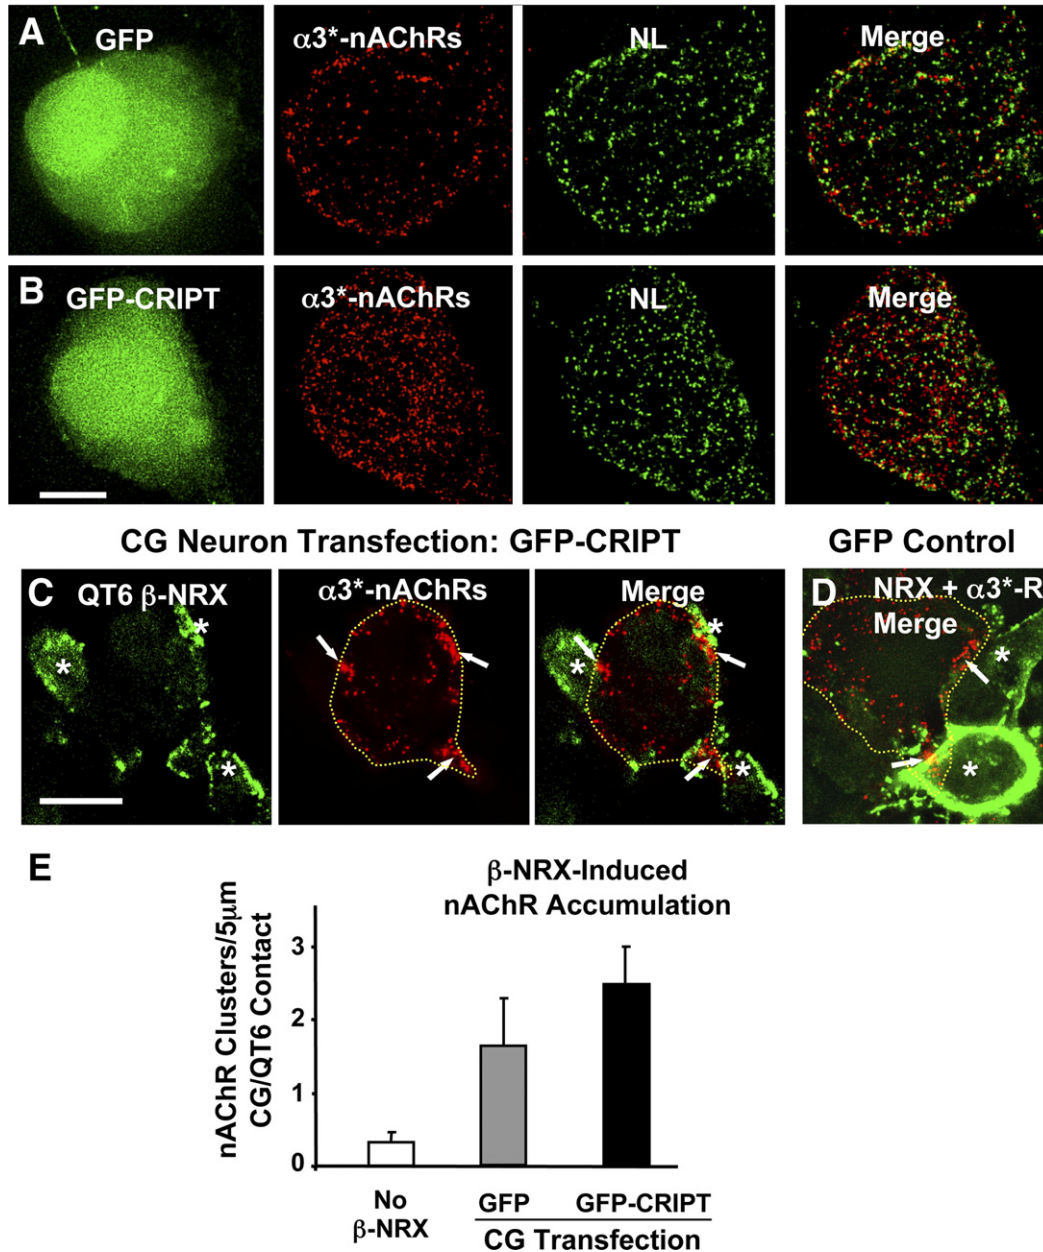 A
GFP
α3*-nAChRs
NL
Merge
B
GFP-CRIPT
α3*-nAChRs
NL
Merge
CG Neuron Transfection: GFP-CRIPT
GFP Control
C
QT6 β-NRX
α3*-nAChRs
Merge
D
NRX + α3*-R
Merge
*
*
*
*
*
*
*
*
E
β-NRX-Induced
nAChR Accumulation
nAChR Clusters/5μm
CG/QT6 Contact
3
2
1
0
No
β-NRX
GFP
GFP-CRIPT
CG Transfection